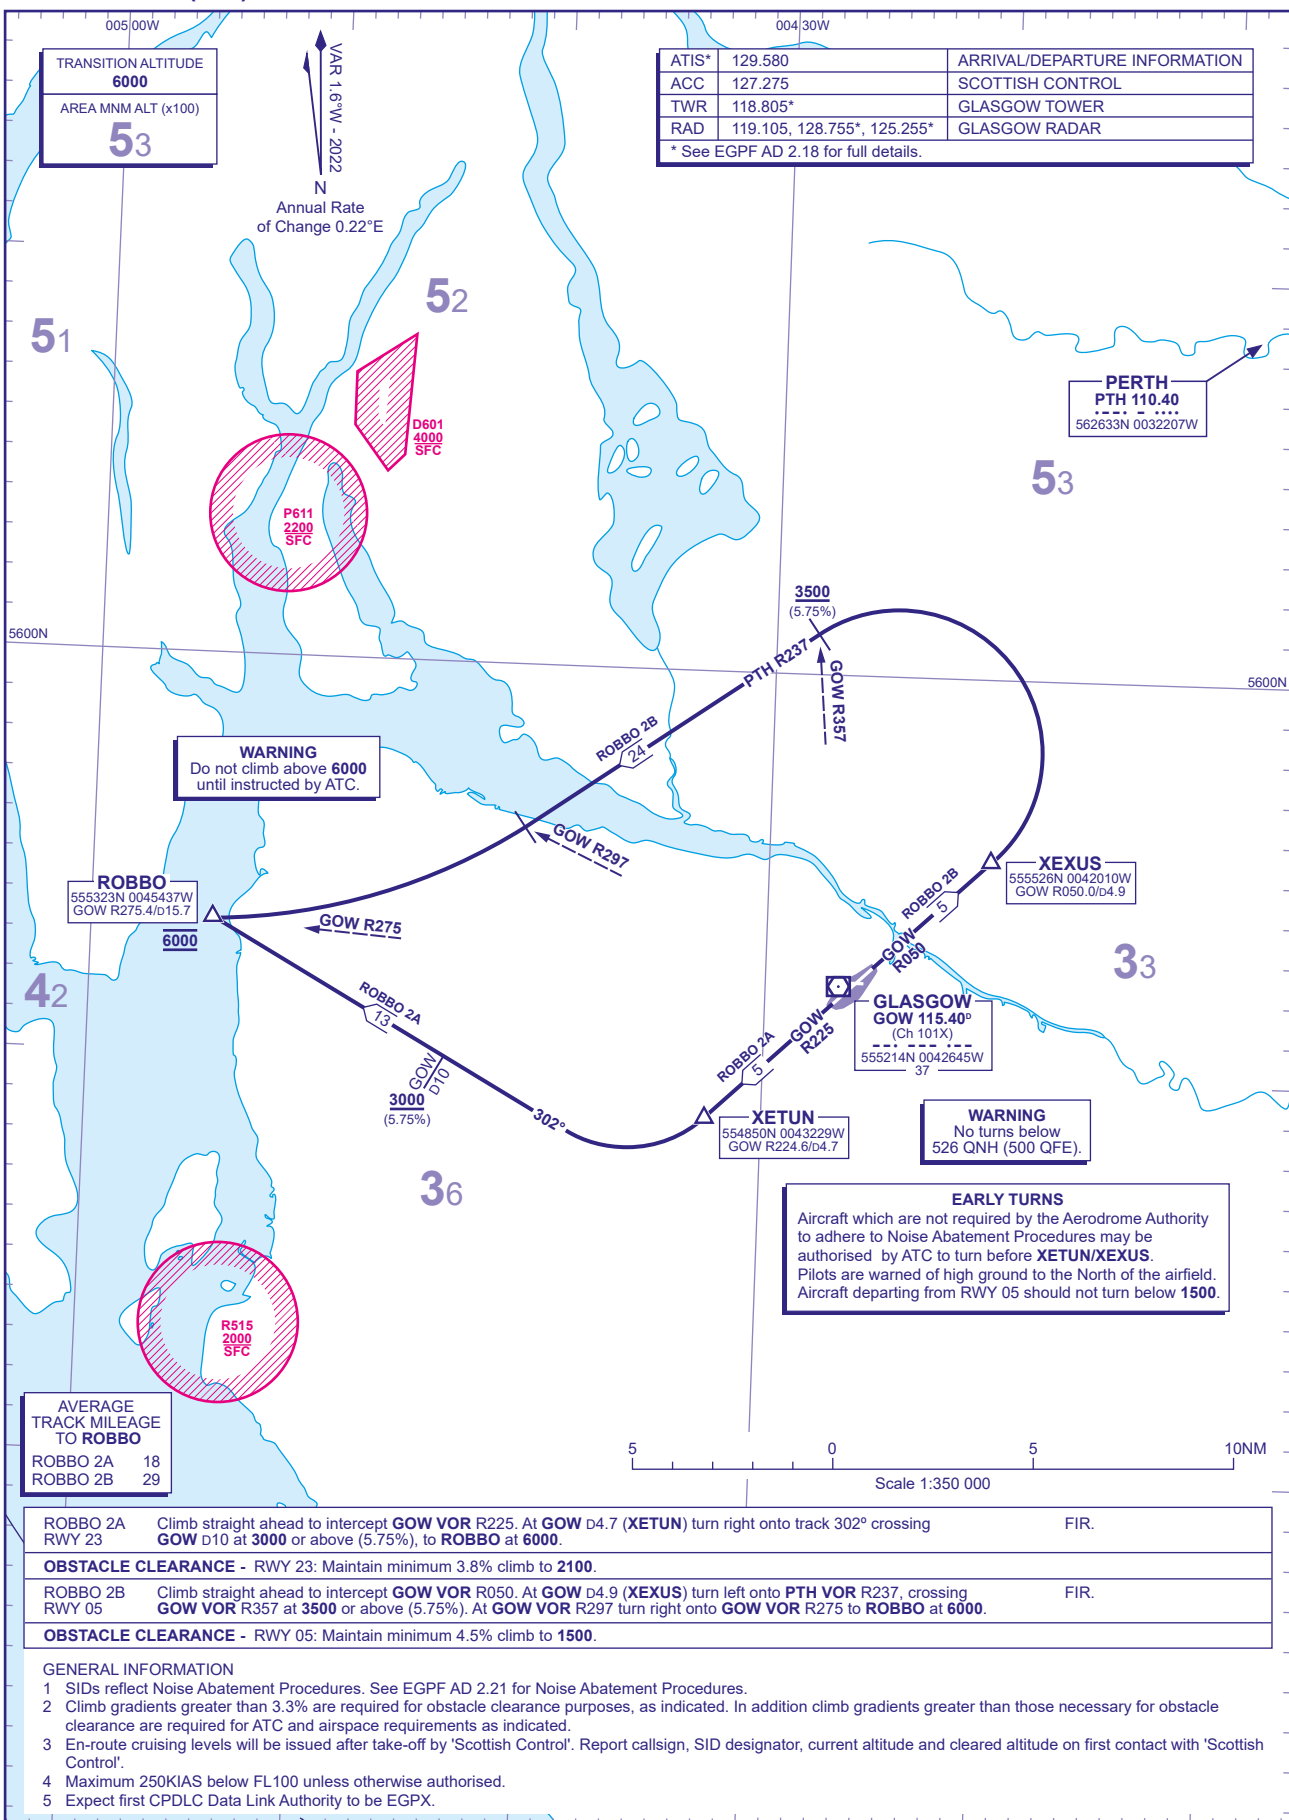 005 00W
004 30W
TRANSITION ALTITUDE
6000
AREA MNM ALT (x100)
53
VAR 1.6°W - 2022
N
Annual Rate
of Change 0.22°E
ATIS* 129.580 ARRIVAL/DEPARTURE INFORMATION
ACC 127.275 SCOTTISH CONTROL
TWR 118.805* GLASGOW TOWER
RAD 119.105, 128.755*, 125.255* GLASGOW RADAR
* See EGPF AD 2.18 for full details.
52
51
PERTH
PTH 110.40
562633N 0032207W
D601
4000
SFC
53
P611
2200
SFC
3500
(5.75%)
5600N
5600N
PTH R237
GOW R357
ROBBO 2B
24
WARNING
Do not climb above 6000
until instructed by ATC.
GOW R297
XEXUS
555526N 0042010W
GOW R050.0/D4.9
ROBBO
555323N 0045437W
GOW R275.4/D15.7
6000
GOW R275
ROBBO 2B
5
GOW
R050
33
42
ROBBO 2A
13
GLASGOW
GOW 115.40D
(Ch 101X)
555214N 0042645W
37
GOW
R225
ROBBO 2A
5
GOW
D10
3000
(5.75%)
302°
XETUN
554850N 0043229W
GOW R224.6/D4.7
WARNING
No turns below
526 QNH (500 QFE).
36
EARLY TURNS
Aircraft which are not required by the Aerodrome Authority
to adhere to Noise Abatement Procedures may be
authorised by ATC to turn before XETUN/XEXUS.
Pilots are warned of high ground to the North of the airfield.
Aircraft departing from RWY 05 should not turn below 1500.
R515
2000
SFC
AVERAGE
TRACK MILEAGE
TO ROBBO
ROBBO 2A 18
ROBBO 2B 29
5 0 5 10NM
Scale 1:350 000
ROBBO 2A Climb straight ahead to intercept GOW VOR R225. At GOW D4.7 (XETUN) turn right onto track 302º crossing FIR.
RWY 23 GOW D10 at 3000 or above (5.75%), to ROBBO at 6000.
OBSTACLE CLEARANCE - RWY 23: Maintain minimum 3.8% climb to 2100.
ROBBO 2B Climb straight ahead to intercept GOW VOR R050. At GOW D4.9 (XEXUS) turn left onto PTH VOR R237, crossing FIR.
RWY 05 GOW VOR R357 at 3500 or above (5.75%). At GOW VOR R297 turn right onto GOW VOR R275 to ROBBO at 6000.
OBSTACLE CLEARANCE - RWY 05: Maintain minimum 4.5% climb to 1500.
GENERAL INFORMATION
1 SIDs reflect Noise Abatement Procedures. See EGPF AD 2.21 for Noise Abatement Procedures.
2 Climb gradients greater than 3.3% are required for obstacle clearance purposes, as indicated. In addition climb gradients greater than those necessary for obstacle
clearance are required for ATC and airspace requirements as indicated.
3 En-route cruising levels will be issued after take-off by 'Scottish Control'. Report callsign, SID designator, current altitude and cleared altitude on first contact with 'Scottish
Control'.
4 Maximum 250KIAS below FL100 unless otherwise authorised.
5 Expect first CPDLC Data Link Authority to be EGPX.